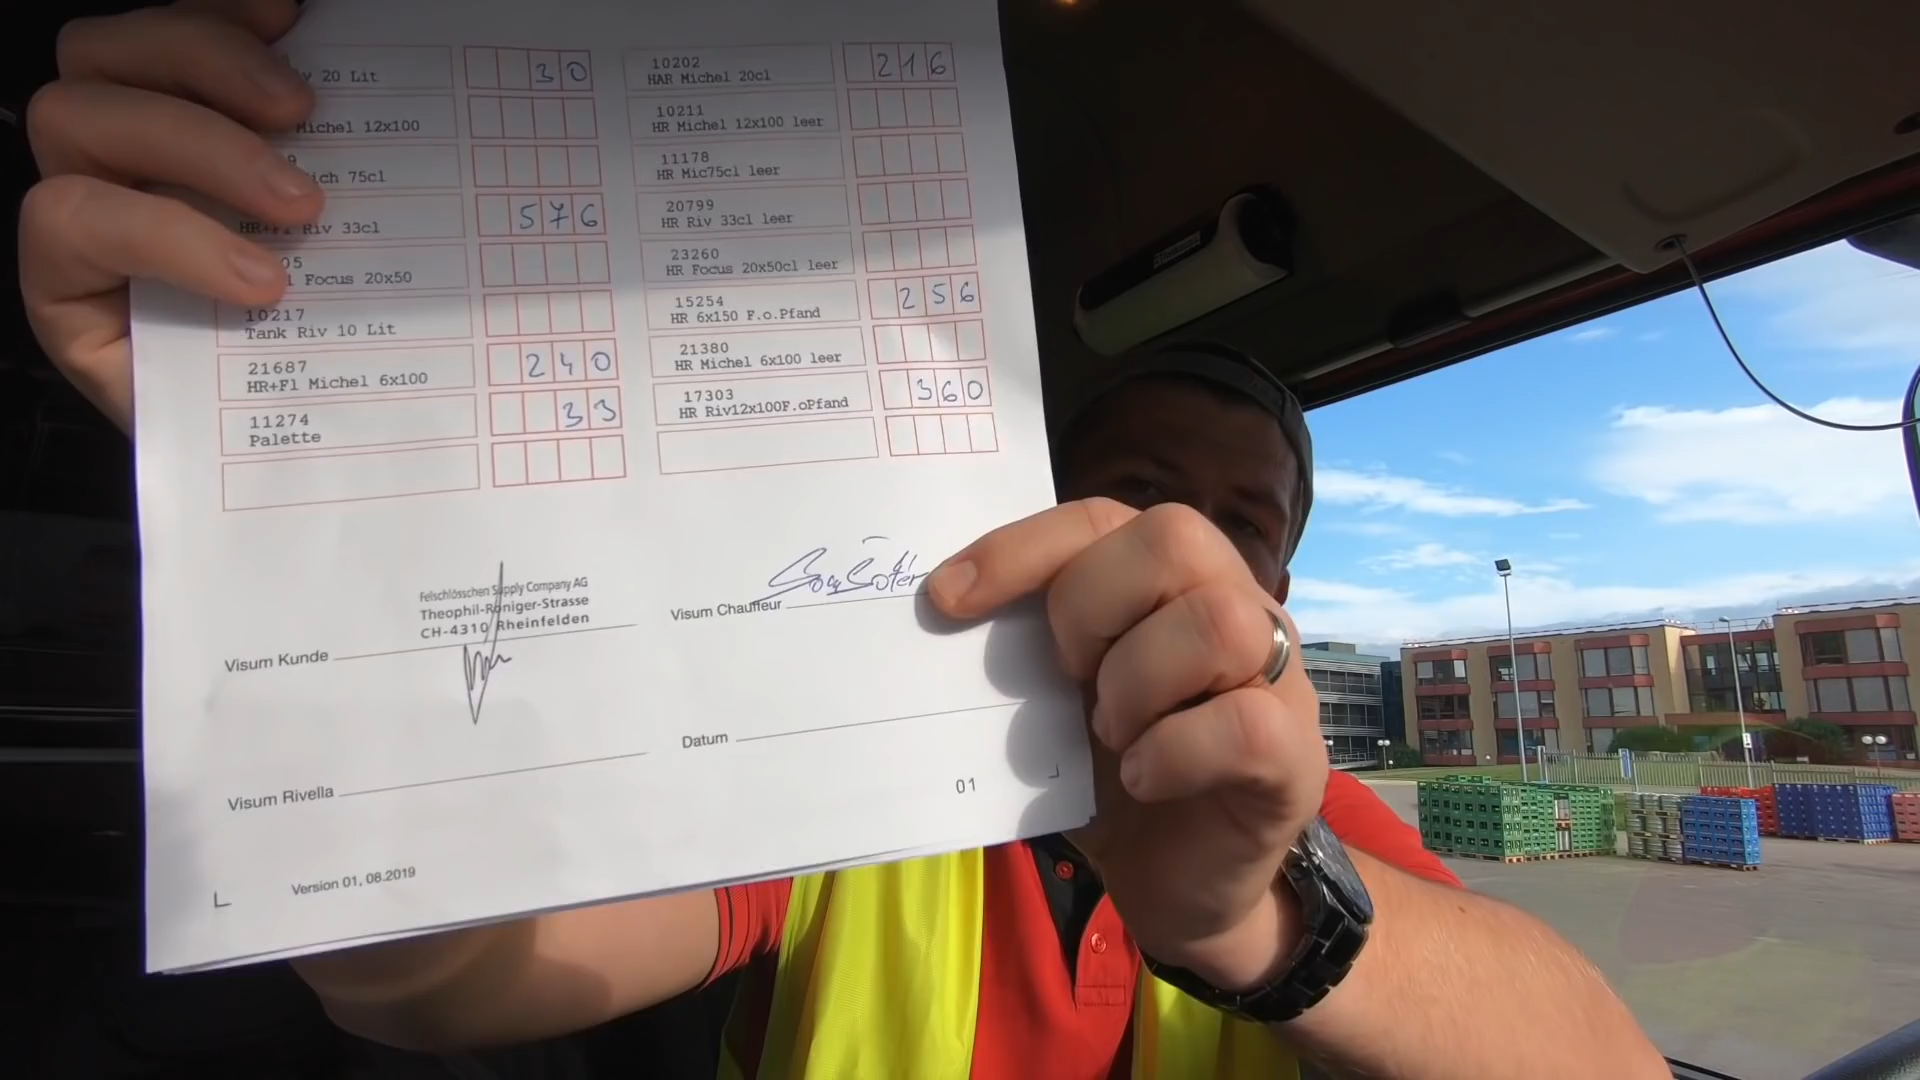 20 Lit 30
10202
HAR Michel 20cl 216
Michel 12x100
10211
HR Michel 12x100 leer
75cl
11178
HR Mic75cl leer
Riv 33cl 576
20799
HR Riv 33cl leer
Focus 20x50
23260
HR Focus 20x50cl leer
10217
Tank Riv 10 Lit
15254
HR 6x150 F.o.Pfand 256
21687
HR+Fl Michel 6x100 240
21380
HR Michel 6x100 leer
11274
Palette 33
17303
HR Riv12x100F.oPfand 360
Felschlösschen Supply Company AG
Theophil-Roniger-Strasse
CH-4310 Rheinfelden
Visum Kunde
Visum Chauffeur
Visum Rivella
Datum
01
Version 01, 08.2019